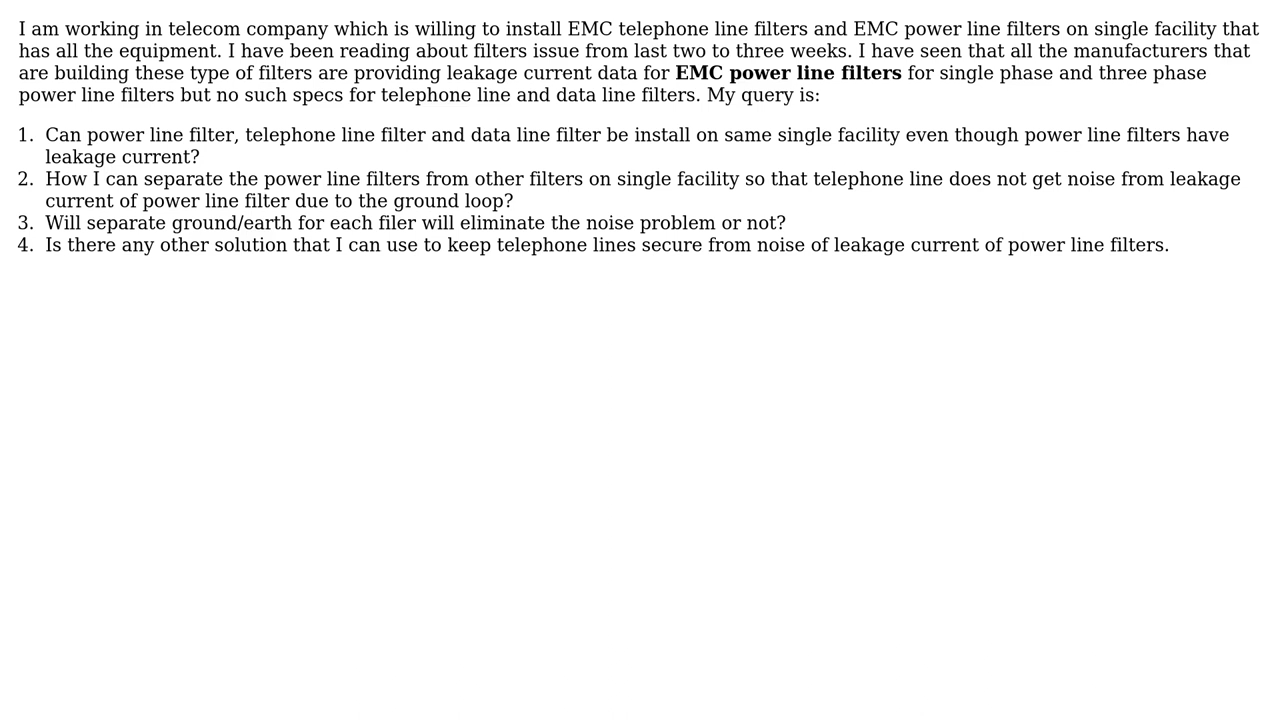 I am working in telecom company which is willing to install EMC telephone line filters and EMC power line filters on single facility that
has all the equipment. I have been reading about filters issue from last two to three weeks. I have seen that all the manufacturers that
are building these type of filters are providing leakage current data for EMC power line filters for single phase and three phase
power line filters but no such specs for telephone line and data line filters. My query is:
1. Can power line filter, telephone line filter and data line filter be install on same single facility even though power line filters have
leakage current?
2. How I can separate the power line filters from other filters on single facility so that telephone line does not get noise from leakage
current of power line filter due to the ground loop?
3. Will separate ground/earth for each filer will eliminate the noise problem or not?
4. Is there any other solution that I can use to keep telephone lines secure from noise of leakage current of power line filters.